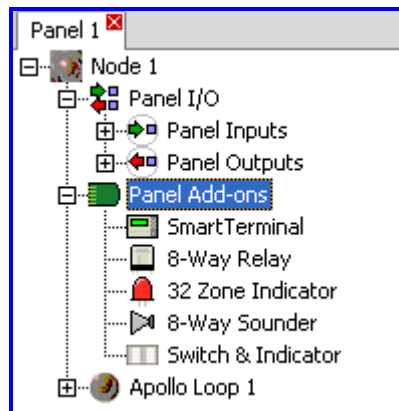 Panel 1
Node 1
Panel I/O
Panel Inputs
Panel Outputs
Panel Add-ons
SmartTerminal
8-Way Relay
32 Zone Indicator
8-Way Sounder
Switch & Indicator
Apollo Loop 1